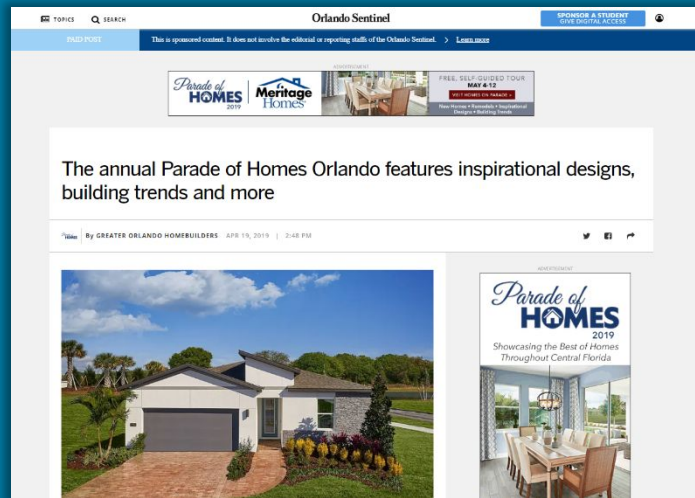 TOPICS
SEARCH
Orlando Sentinel
SPONSOR A STUDENT
GIVE DIGITAL ACCESS
PAID POST
This is sponsored content. It does not involve the editorial or reporting staffs of the Orlando Sentinel. > Learn more
ADVERTISEMENT
Parade of
HOMES
2019
Meritage
Homes
FREE, SELF-GUIDED TOUR
MAY 4-12
VISIT HOMES ON PARADE >
New Homes • Remodels • Inspirational
Designs • Building Trends
The annual Parade of Homes Orlando features inspirational designs,
building trends and more
By GREATER ORLANDO HOMEBUILDERS APR 19, 2019 | 2:48 PM
ADVERTISEMENT
Parade of
HOMES
2019
Showcasing the Best of Homes
Throughout Central Florida